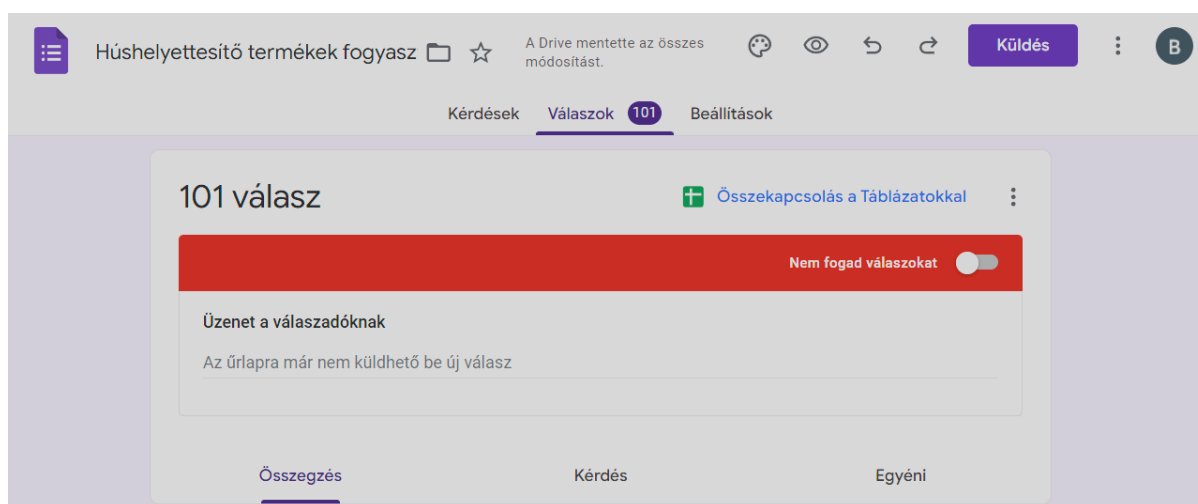 Húshelyettesítő termékek fogyasz
A Drive mentette az összes
módosítást.
Küldés
B
Kérdések Válaszok 101 Beállítások
101 válasz
Összekapcsolás a Táblázatokkal
Nem fogad válaszokat
Üzenet a válaszadóknak
Az űrlapra már nem küldhető be új válasz
Összegzés Kérdés Egyéni